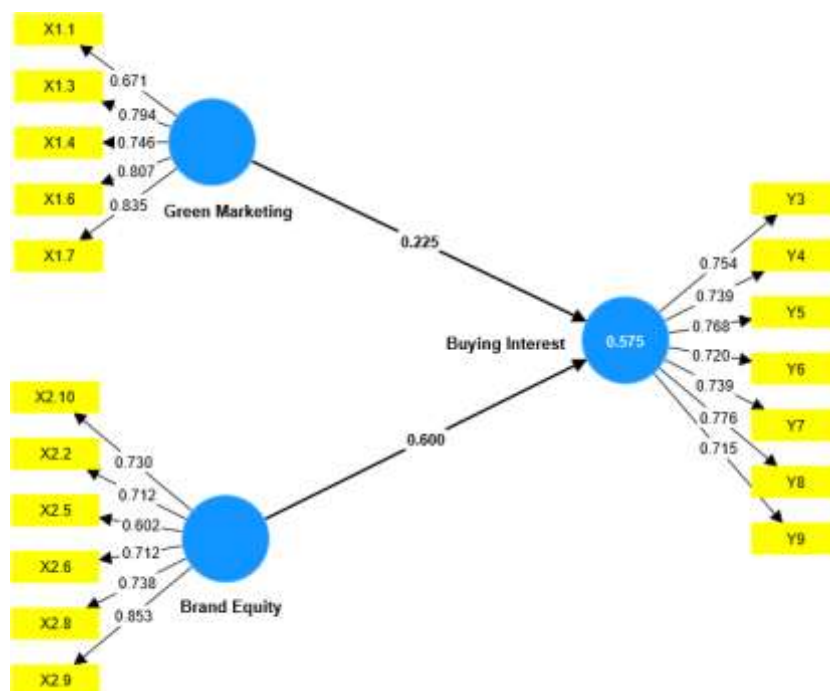 X1.1
X1.3
X1.4
X1.6
X1.7
0.671
0.794
0.746
0.807
0.835
Green Marketing
0.225
X2.10
X2.2
X2.5
X2.6
X2.8
X2.9
0.730
0.712
0.602
0.712
0.738
0.853
Brand Equity
0.600
Buying Interest
0.575
0.754
0.739
0.768
0.720
0.739
0.776
0.715
Y3
Y4
Y5
Y6
Y7
Y8
Y9